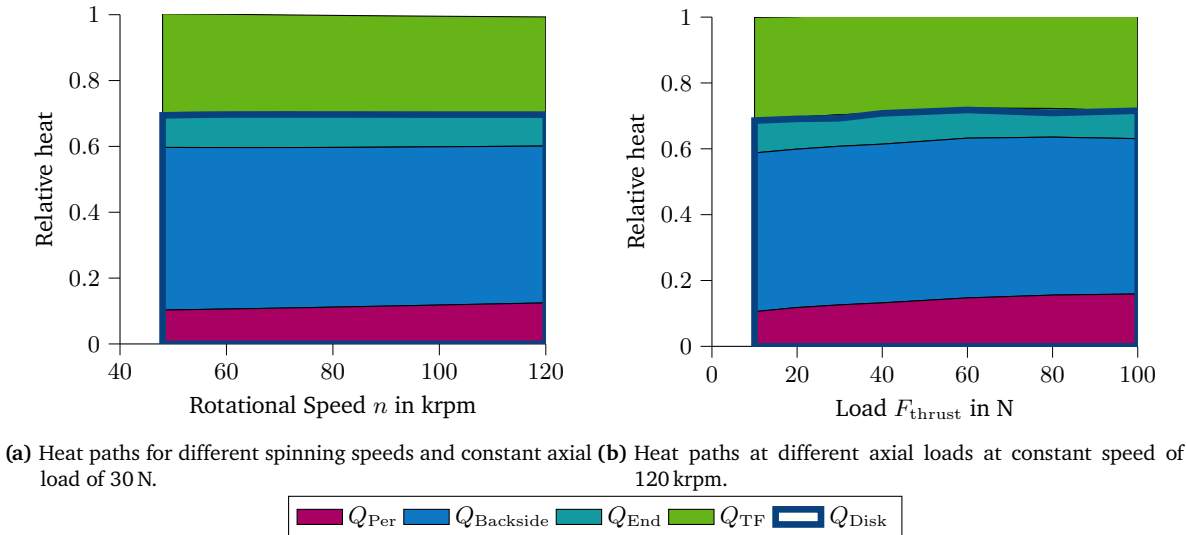 1
0.8
0.6
0.4
0.2
0
Relative heat
40 60 80 100 120
Rotational Speed n in krpm
1
0.8
0.6
0.4
0.2
0
Relative heat
0 20 40 60 80 100
Load F_thrust in N
(a) Heat paths for different spinning speeds and constant axial
load of 30 N.
(b) Heat paths at different axial loads at constant speed of
120 krpm.
Q_Per Q_Backside Q_End Q_TF Q_Disk